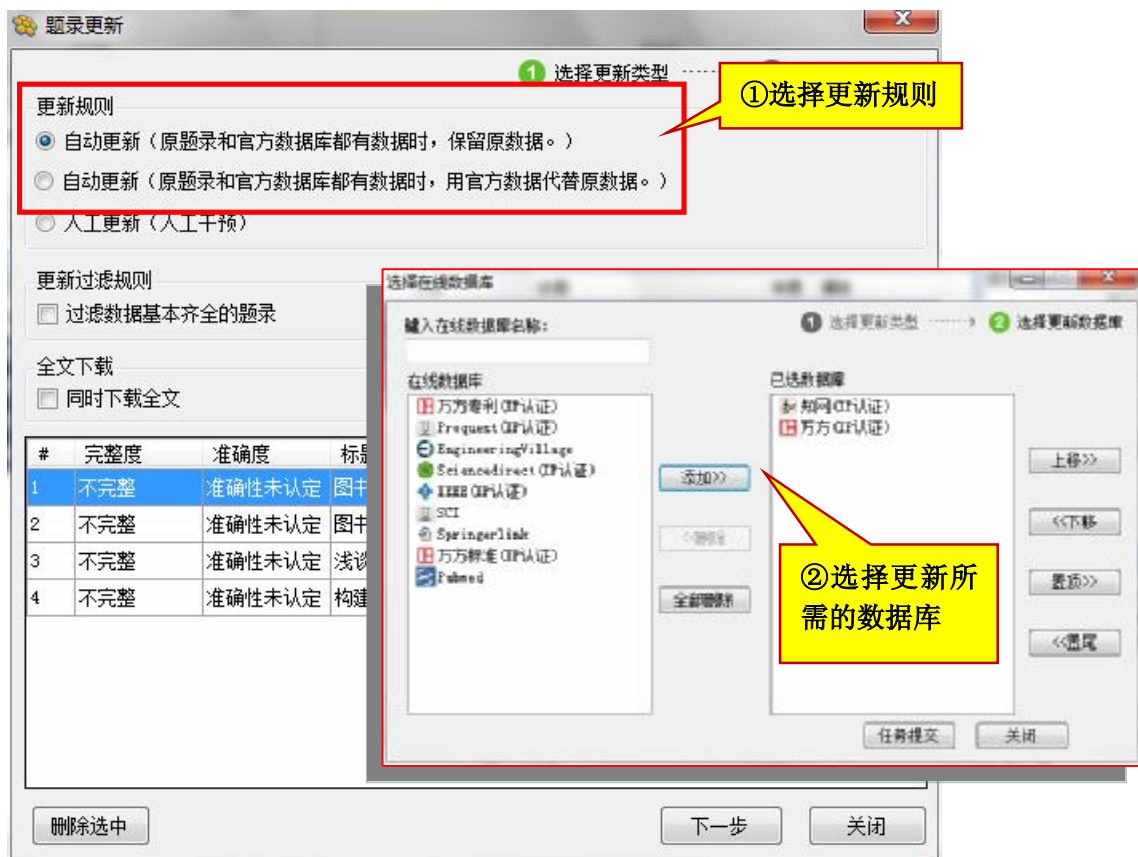 题录更新
1 选择更新类型 ------
①选择更新规则
更新规则
自动更新（原题录和官方数据库都有数据时，保留原数据。）
自动更新（原题录和官方数据库都有数据时，用官方数据代替原数据。）
人工更新（人工干预）
更新过滤规则
过滤数据基本齐全的题录
全文下载
同时下载全文
# 完整度 准确度 标题
1 不完整 准确性未认定 图书
2 不完整 准确性未认定 图书
3 不完整 准确性未认定 浅谈
4 不完整 准确性未认定 构建
删除选中 下一步 关闭
选择在线数据库
1 选择更新类型 ------› 2 选择更新数据库
键入在线数据库名称：
在线数据库
万方专利(IP认证)
Proquest(IP认证)
EngineeringVillage
Sciencedirect(IP认证)
IEEE(IP认证)
SCI
Springerlink
万方标准(IP认证)
Pubmed
添加>>
<<删除
全部删除
已选数据库
知网(IP认证)
万方(IP认证)
②选择更新所
需的数据库
上移>>
<<下移
置顶>>
<<置尾
任务提交 关闭